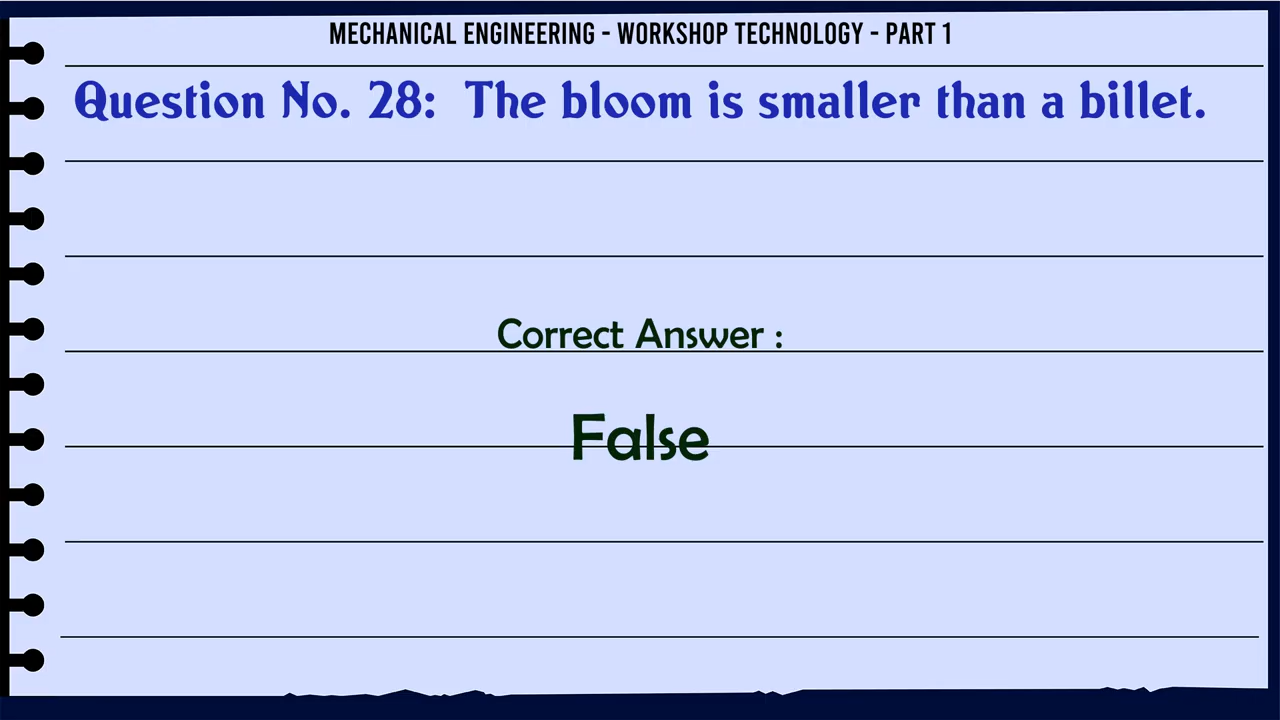 MECHANICAL ENGINEERING - WORKSHOP TECHNOLOGY - PART 1
Question No. 28: The bloom is smaller than a billet.
Correct Answer :
False